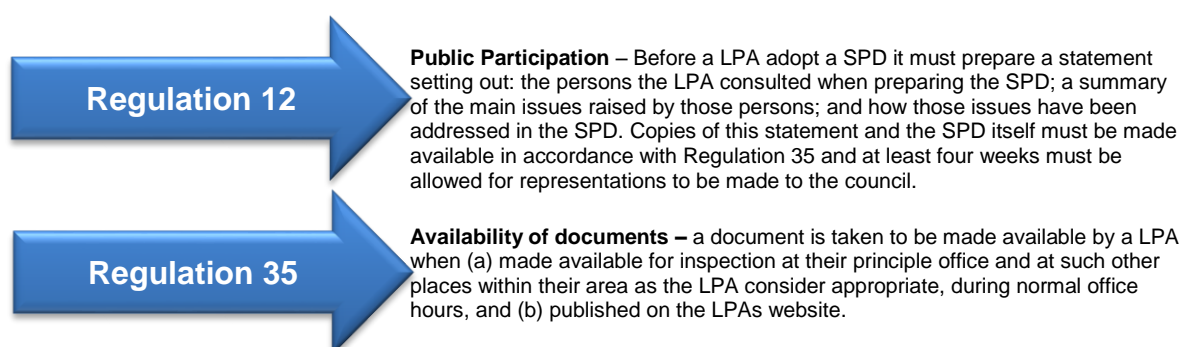 Regulation 12
Public Participation – Before a LPA adopt a SPD it must prepare a statement
setting out: the persons the LPA consulted when preparing the SPD; a summary
of the main issues raised by those persons; and how those issues have been
addressed in the SPD. Copies of this statement and the SPD itself must be made
available in accordance with Regulation 35 and at least four weeks must be
allowed for representations to be made to the council.
Regulation 35
Availability of documents – a document is taken to be made available by a LPA
when (a) made available for inspection at their principle office and at such other
places within their area as the LPA consider appropriate, during normal office
hours, and (b) published on the LPAs website.